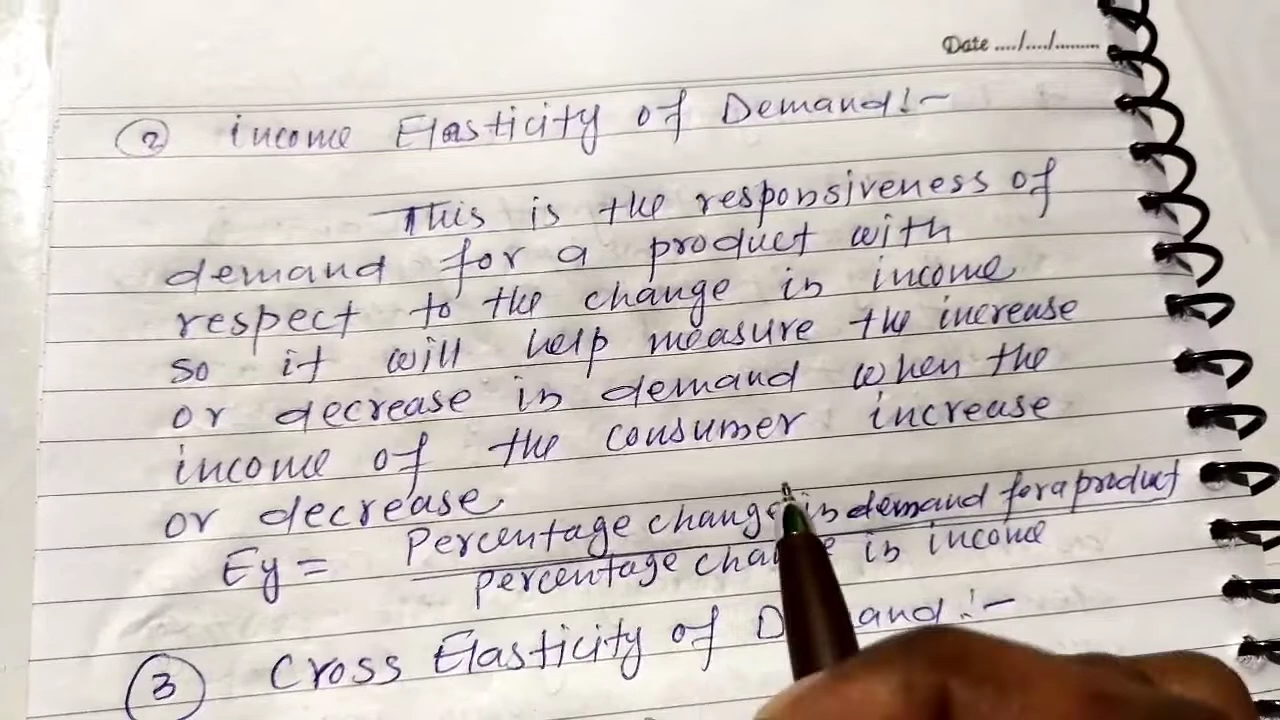 Date ..../..../.........
② income Elasticity of Demand:-
This is the responsiveness of
demand for a product with
respect to the change in income
so it will help measure the increase
or decrease in demand when the
income of the consumer increase
or decrease
Ey = Percentage change in demand for a product
Percentage cha in income
③ Cross Elasticity of D and:-